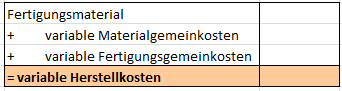 Fertigungsmaterial
+ variable Materialgemeinkosten
+ variable Fertigungsgemeinkosten
= variable Herstellkosten